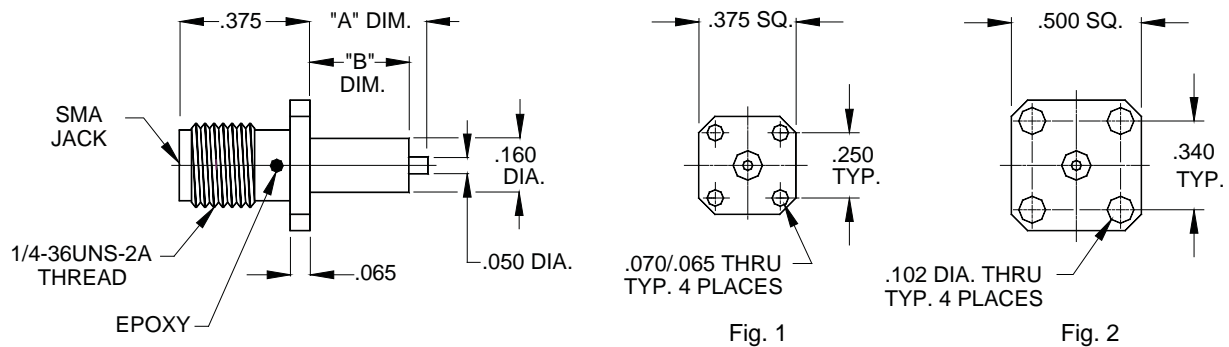 .375
"A" DIM.
"B"
DIM.
SMA
JACK
.160
DIA.
1/4-36UNS-2A
THREAD
.065
.050 DIA.
EPOXY
.375 SQ.
.250
TYP.
.070/.065 THRU
TYP. 4 PLACES
Fig. 1
.500 SQ.
.340
TYP.
.102 DIA. THRU
TYP. 4 PLACES
Fig. 2